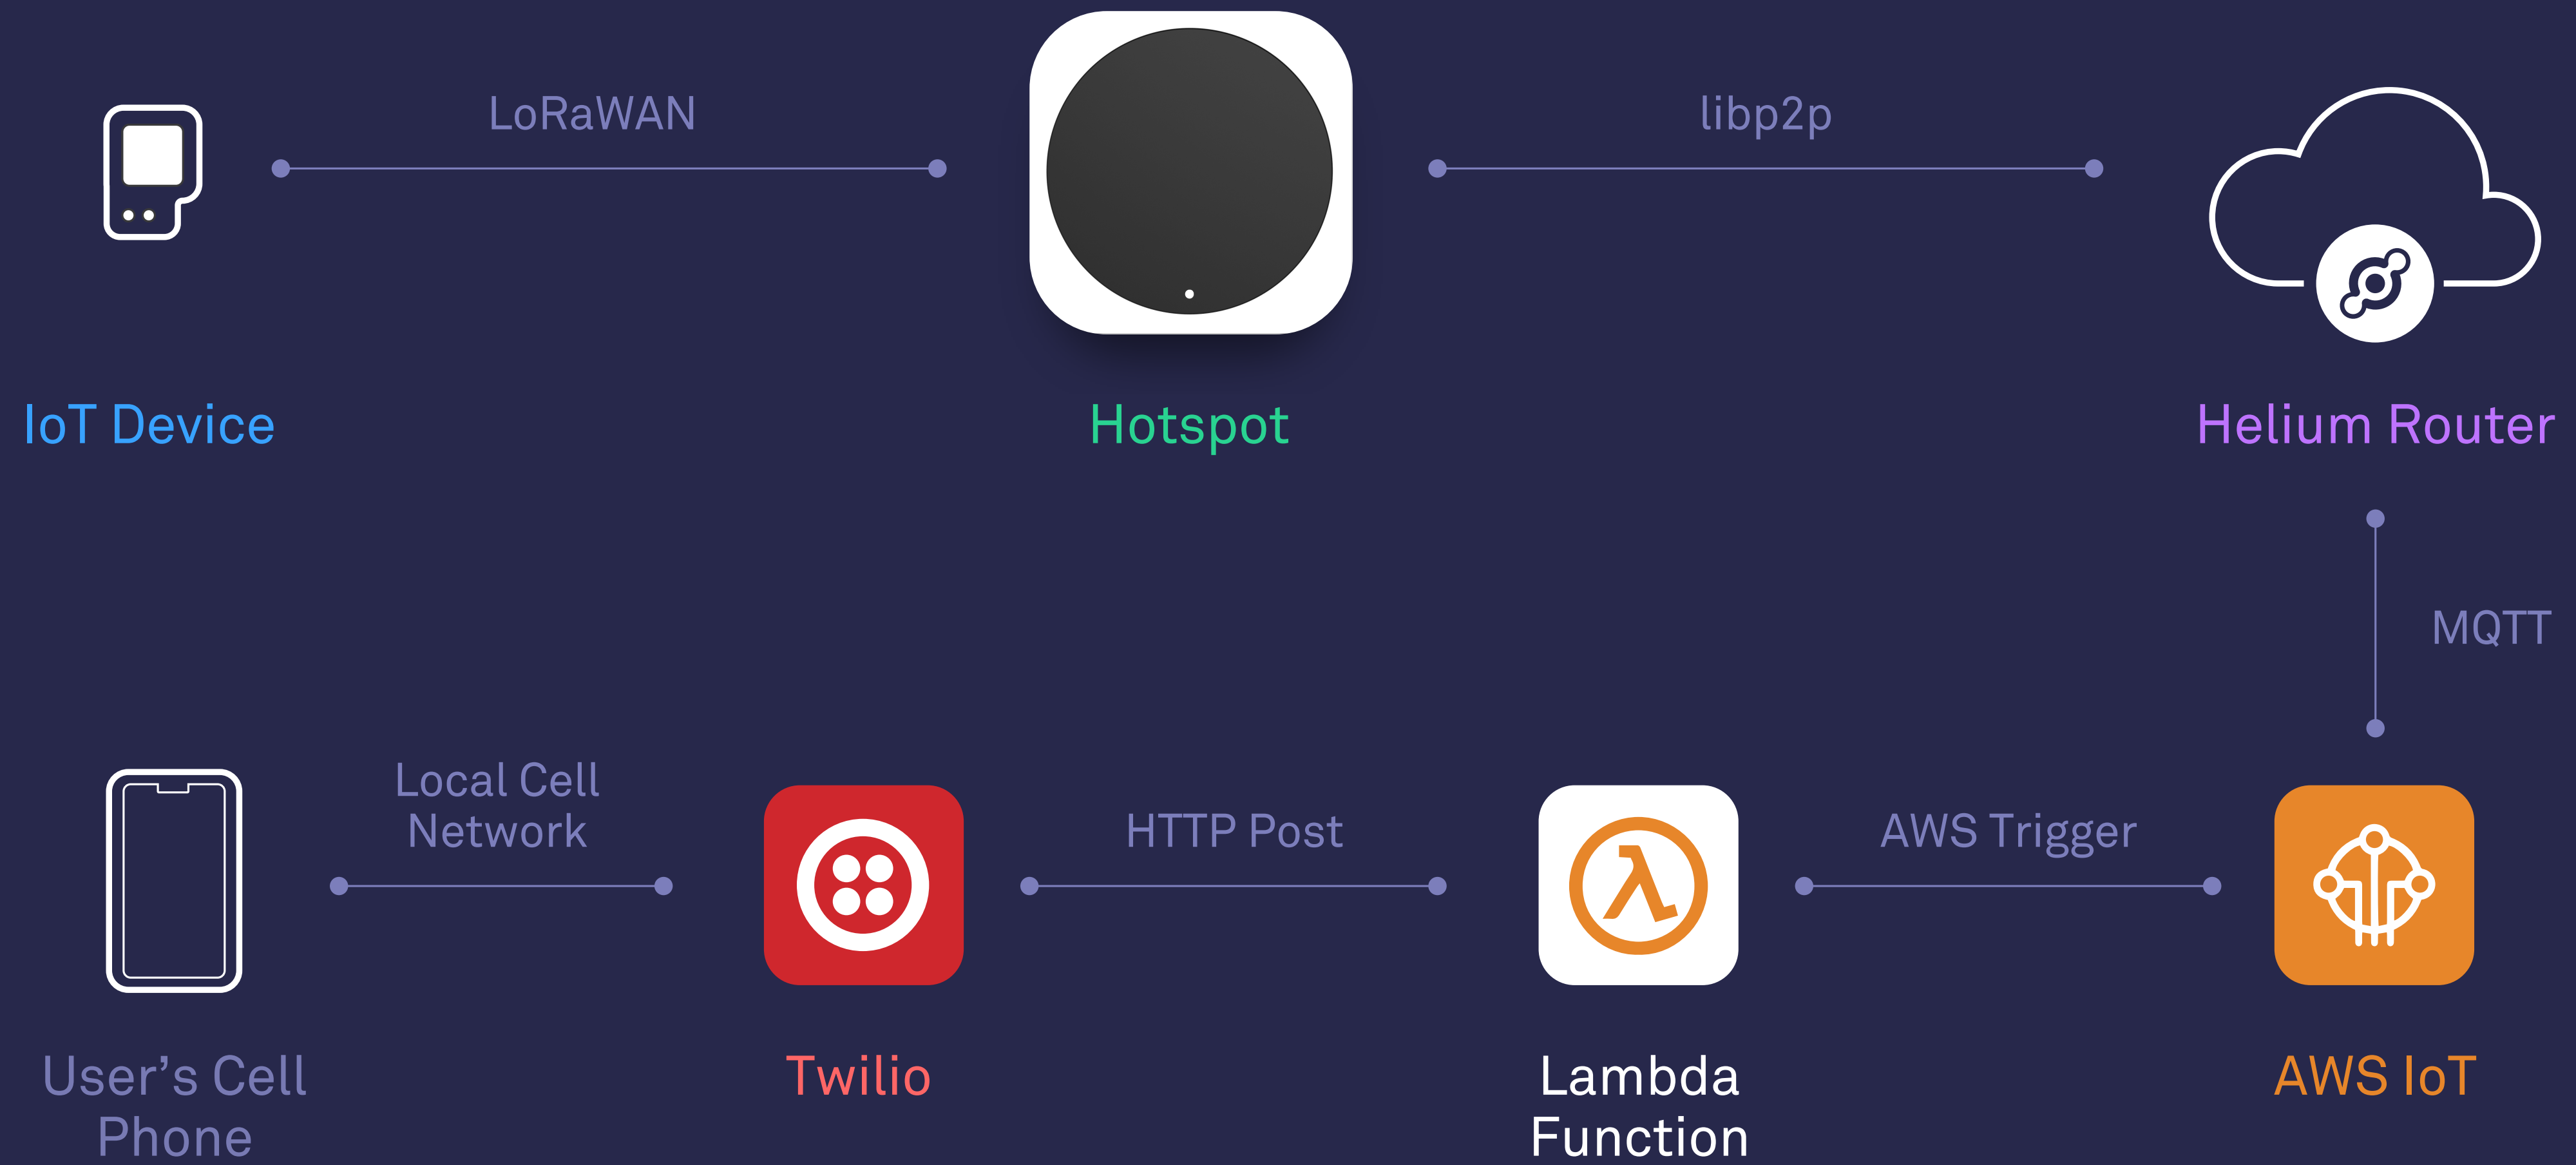 LoRaWAN
libp2p
IoT Device
Hotspot
Helium Router
MQTT
Local Cell
Network
HTTP Post
AWS Trigger
User’s Cell
Phone
Twilio
Lambda
Function
AWS IoT